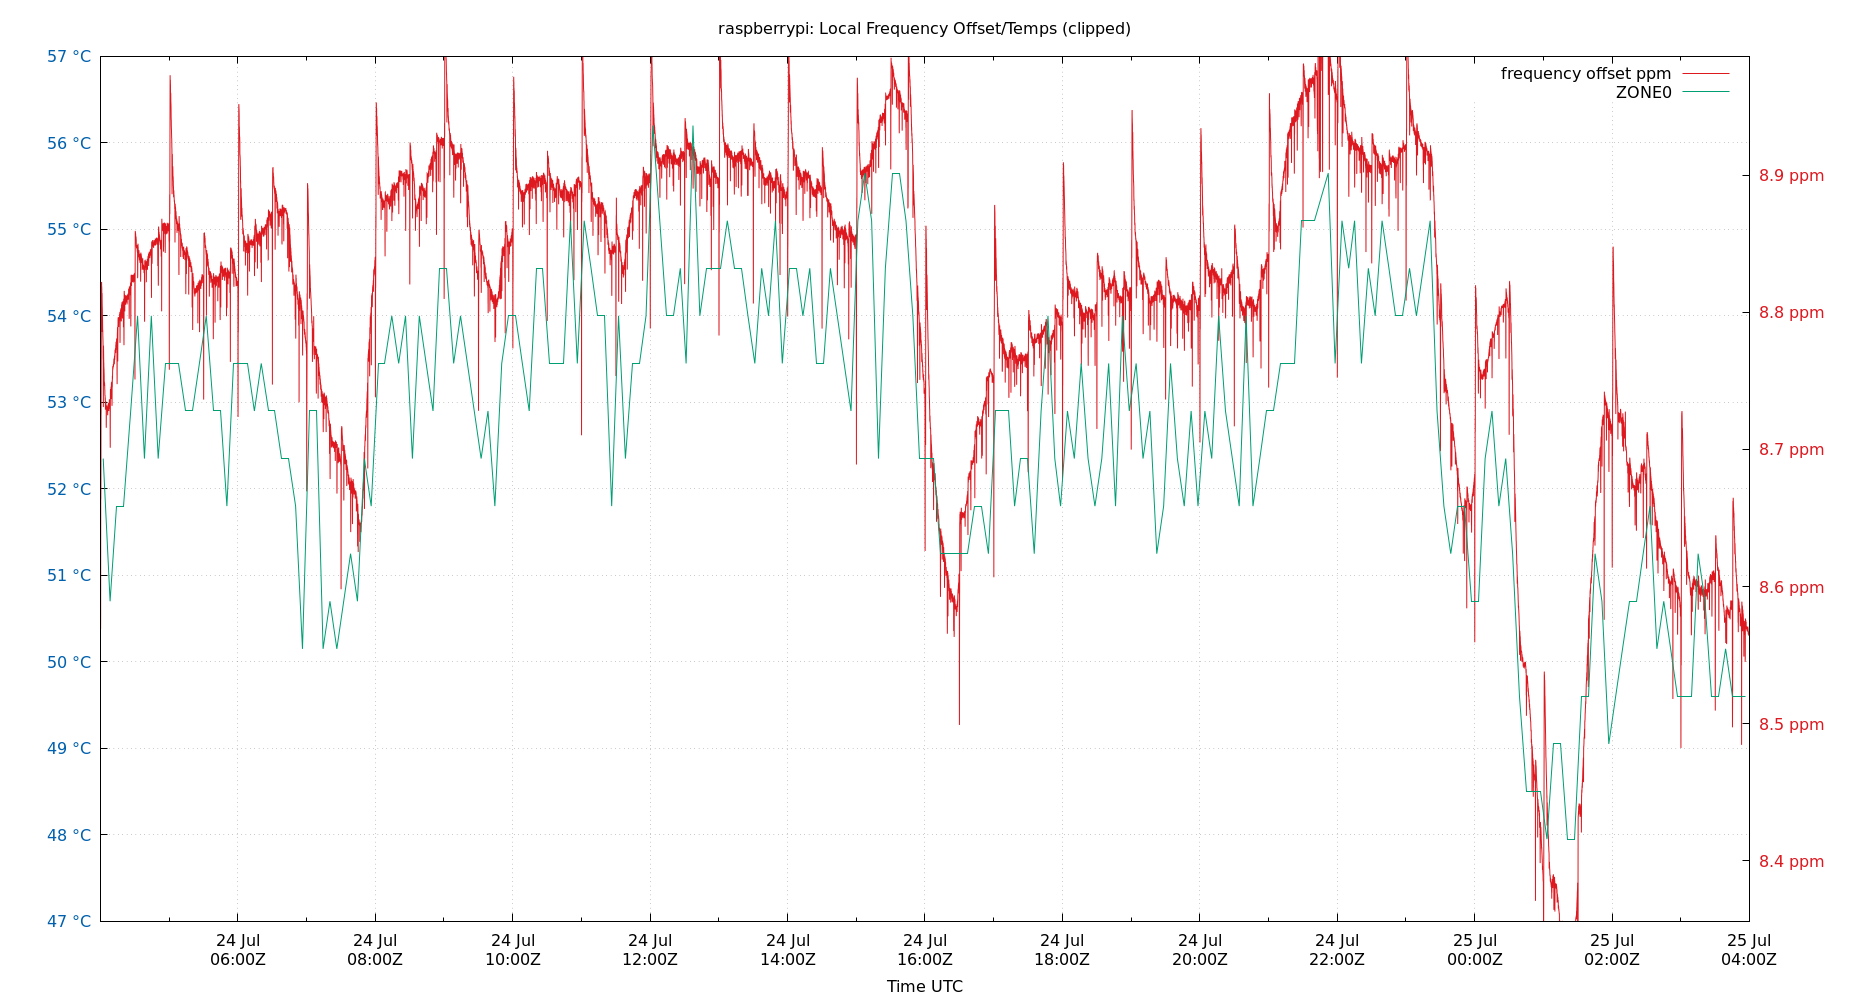 raspberrypi: Local Frequency Offset/Temps (clipped)
frequency offset ppm
ZONE0
57 °C
56 °C
55 °C
54 °C
53 °C
52 °C
51 °C
50 °C
49 °C
48 °C
47 °C
8.9 ppm
8.8 ppm
8.7 ppm
8.6 ppm
8.5 ppm
8.4 ppm
24 Jul
06:00Z
24 Jul
08:00Z
24 Jul
10:00Z
24 Jul
12:00Z
24 Jul
14:00Z
24 Jul
16:00Z
24 Jul
18:00Z
24 Jul
20:00Z
24 Jul
22:00Z
25 Jul
00:00Z
25 Jul
02:00Z
25 Jul
04:00Z
Time UTC